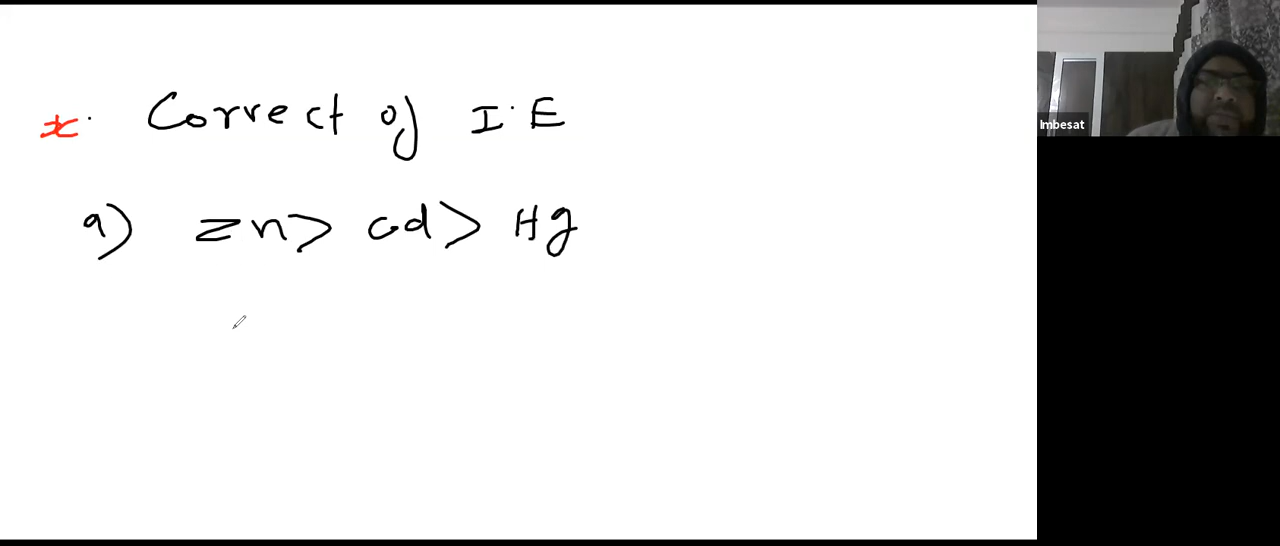 x. Correct of I.E
a) Zn > Cd > Hg
Imbesat